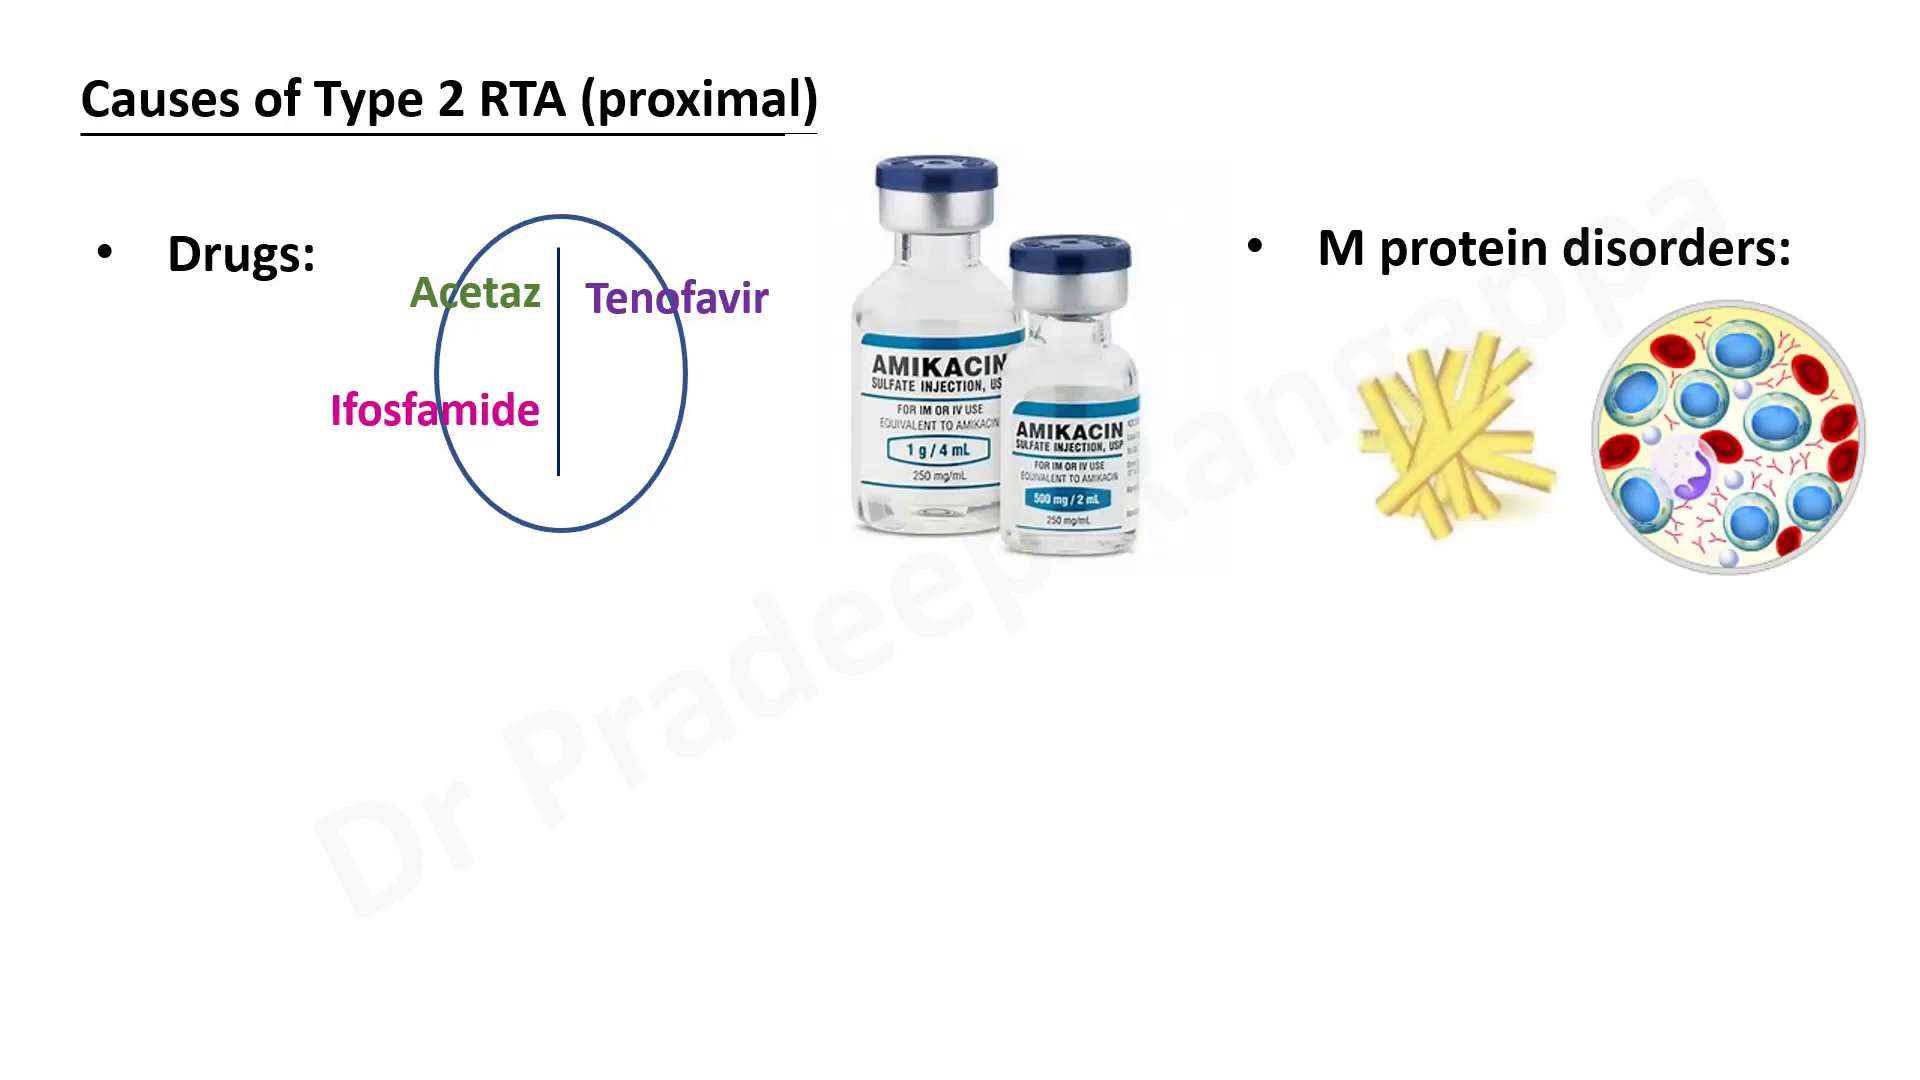 Causes of Type 2 RTA (proximal)
• Drugs:
Acetaz
Tenofavir
Ifosfamide
AMIKACIN
SULFATE INJECTION, US
FOR IM OR IV USE
EQUIVALENT TO AMIKACIN
1 g / 4 mL
250 mg/mL
AMIKACIN
SULFATE INJECTION, USP
FOR IM OR IV USE
EQUIVALENT TO AMIKACIN
500 mg / 2 mL
250 mg/mL
• M protein disorders:
Dr Pradeep Rangappa